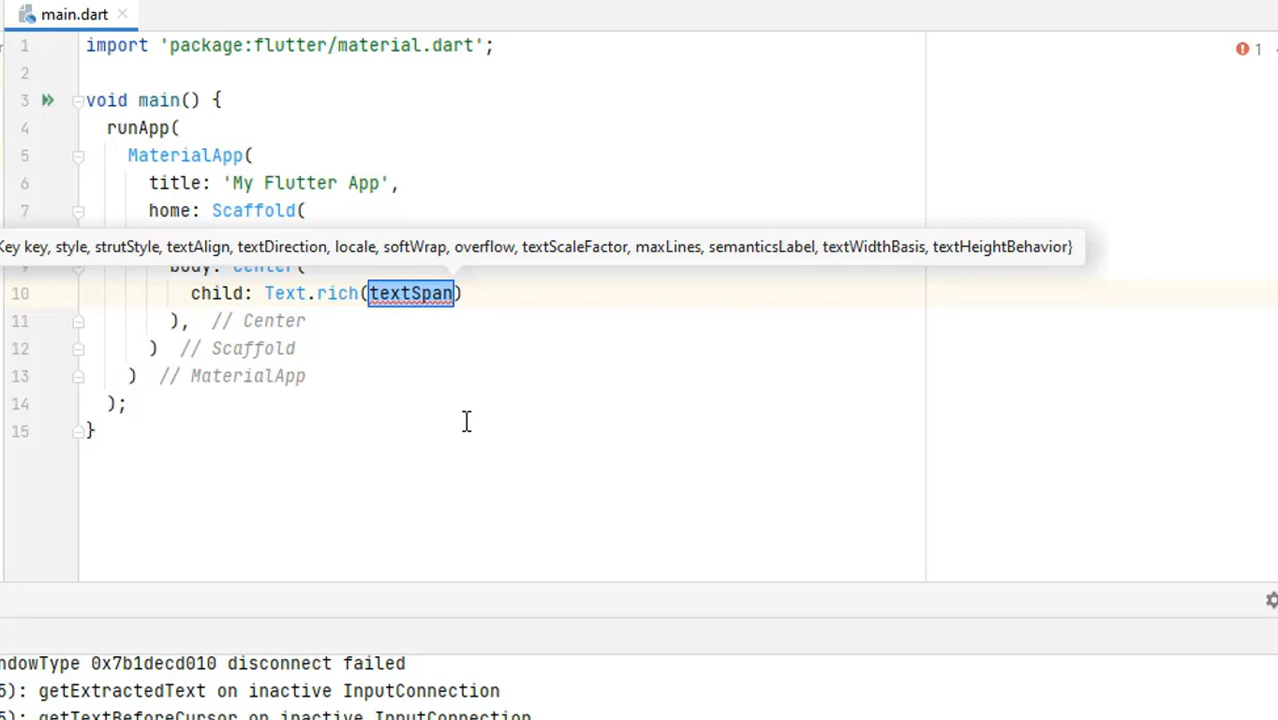 main.dart
1 import 'package:flutter/material.dart';
1
2
3 void main() {
4 runApp(
5 MaterialApp(
6 title: 'My Flutter App',
7 home: Scaffold(
key, style, strutStyle, textAlign, textDirection, locale, softWrap, overflow, textScaleFactor, maxLines, semanticsLabel, textWidthBasis, textHeightBehavior}
body: Center(
10 child: Text.rich(textSpan)
11 ), // Center
12 ) // Scaffold
13 ) // MaterialApp
14 );
15 }
ndowType 0x7b1decd010 disconnect failed
5): getExtractedText on inactive InputConnection
5): getTextBeforeCursor on inactive InputConnection